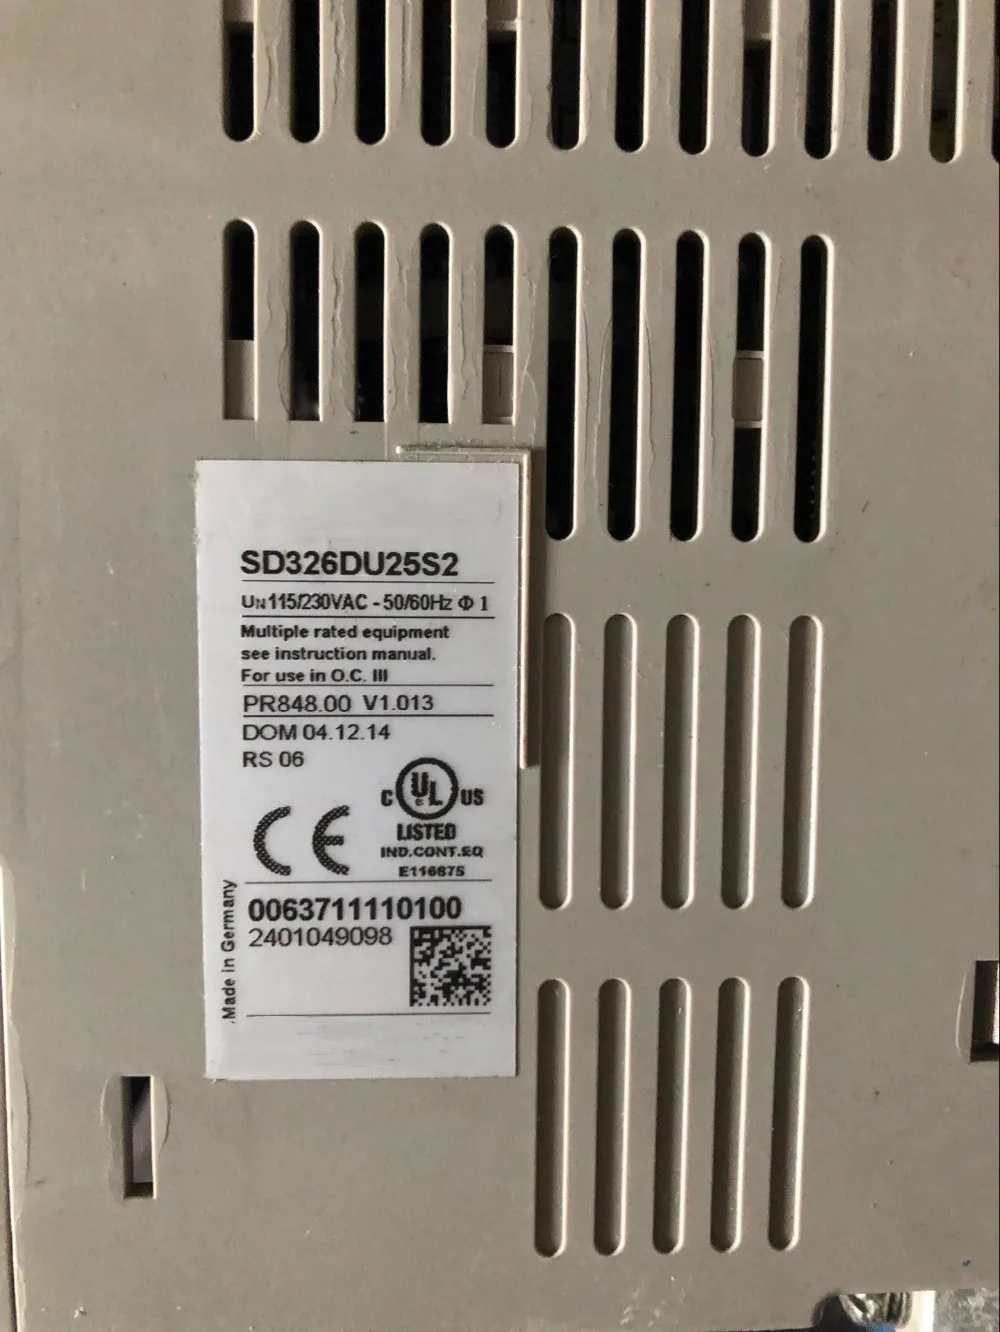 SD326DU25S2
UN 115/230VAC - 50/60Hz Φ 1
Multiple rated equipment
see instruction manual.
For use in O.C. III
PR848.00 V1.013
DOM 04.12.14
RS 06
CE
C UL US
LISTED
IND.CONT.EQ
E116875
0063711110100
2401049098
.Made in Germany